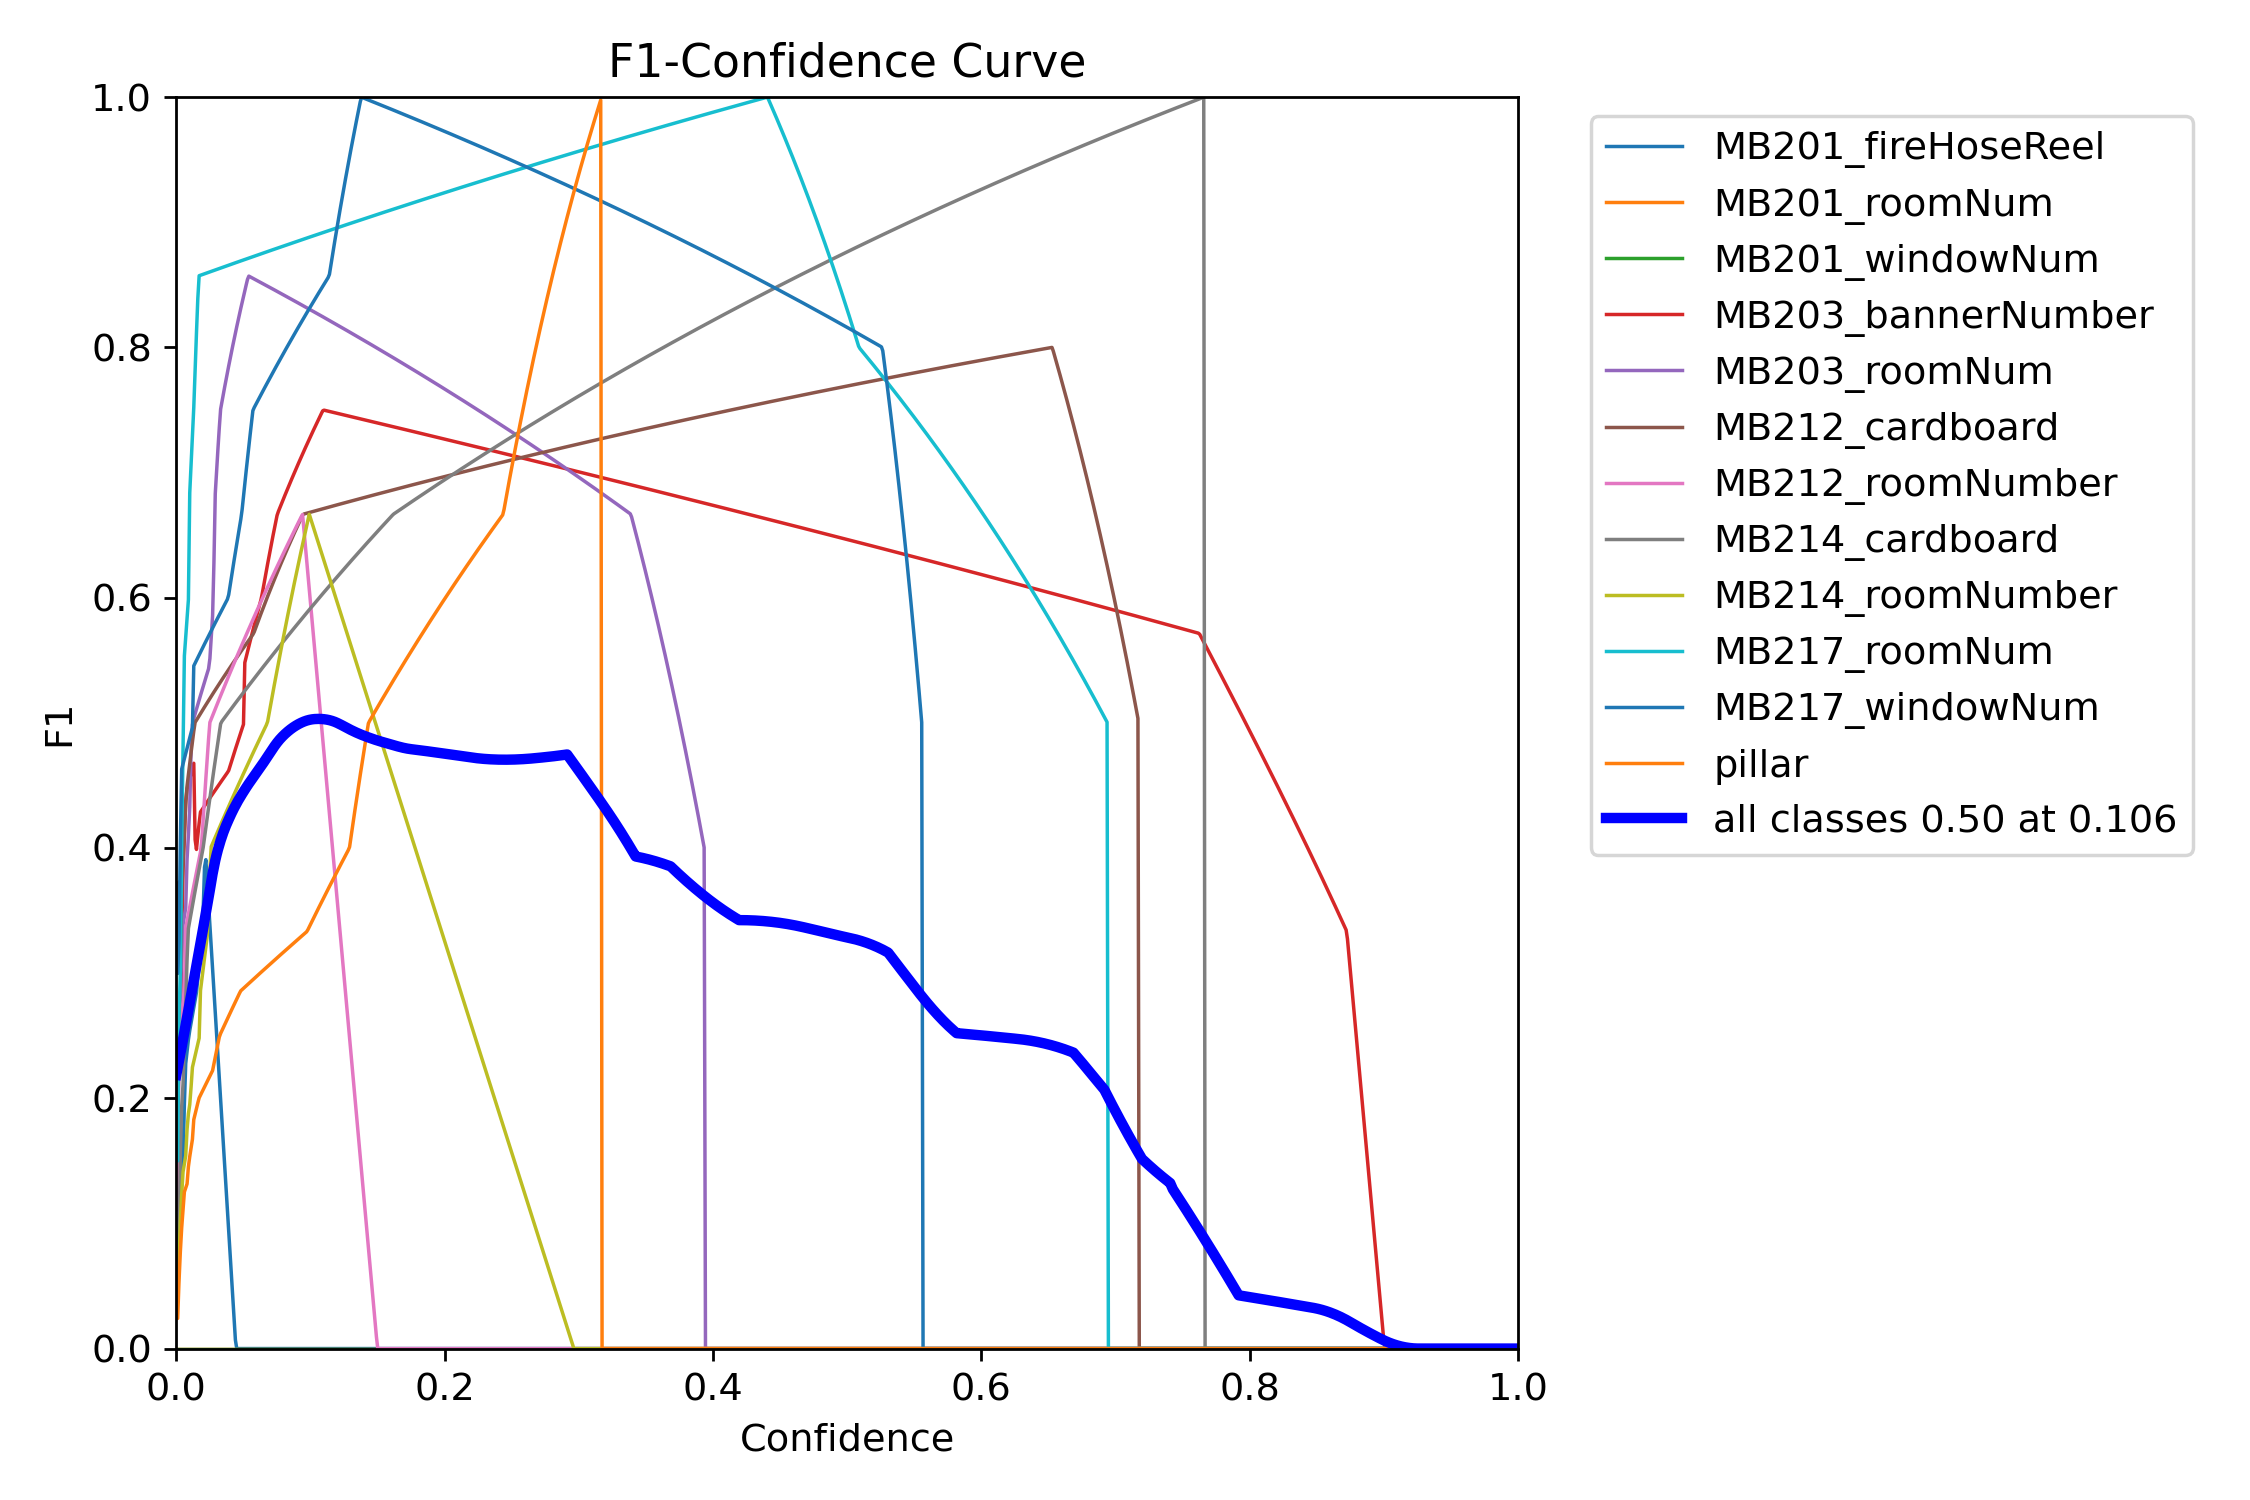 F1-Confidence Curve
1.0
0.8
0.6
0.4
0.2
0.0
F1
0.0 0.2 0.4 0.6 0.8 1.0
Confidence
MB201_fireHoseReel
MB201_roomNum
MB201_windowNum
MB203_bannerNumber
MB203_roomNum
MB212_cardboard
MB212_roomNumber
MB214_cardboard
MB214_roomNumber
MB217_roomNum
MB217_windowNum
pillar
all classes 0.50 at 0.106